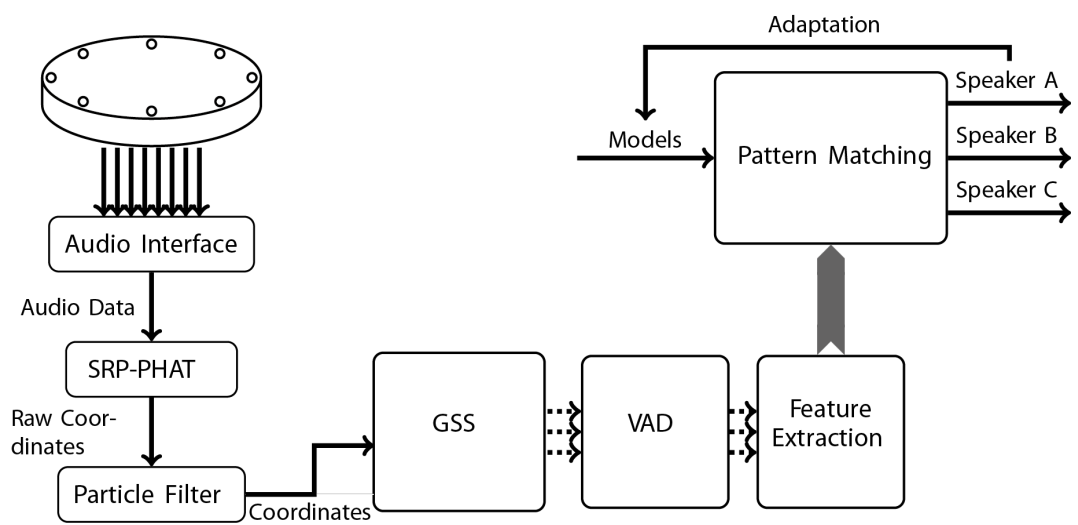 Adaptation
Speaker A
Models
Pattern Matching
Speaker B
Speaker C
Audio Interface
Audio Data
SRP-PHAT
Raw Coor-
dinates
Particle Filter
Coordinates
GSS
VAD
Feature
Extraction